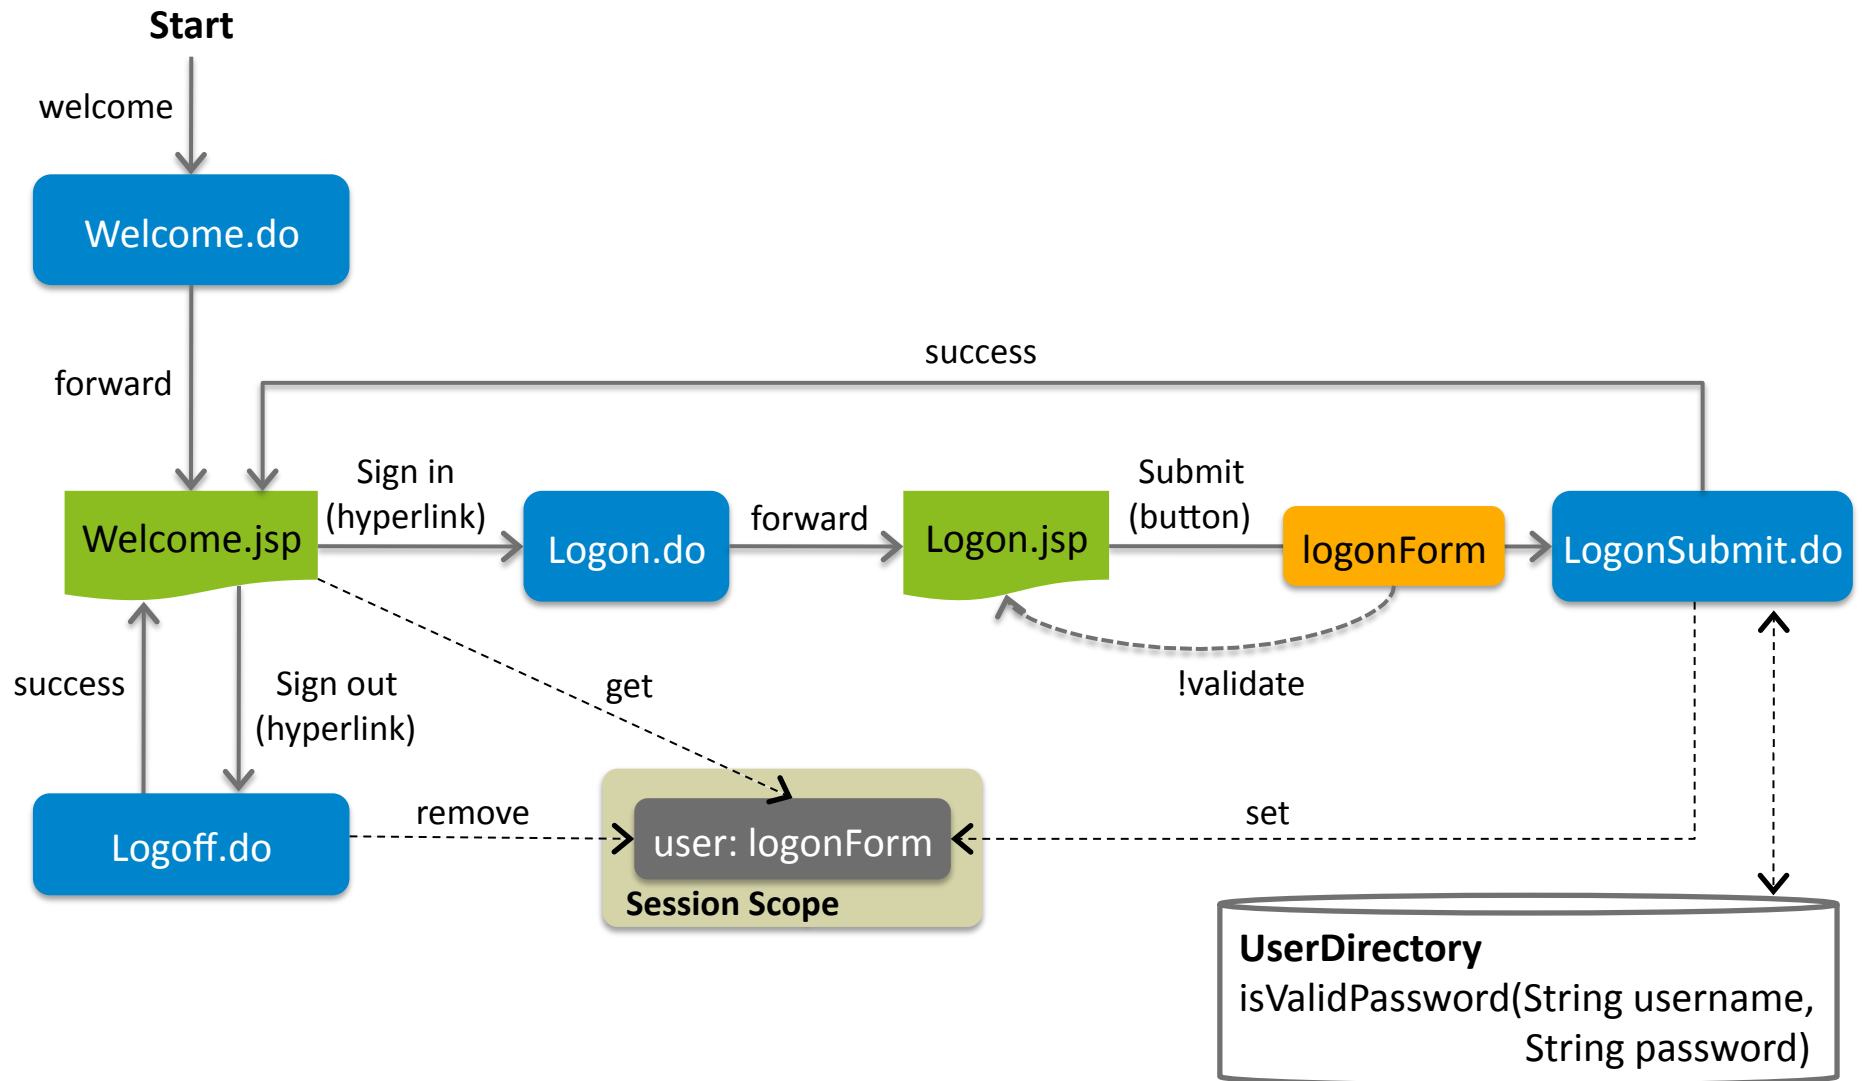 Start
welcome
Welcome.do
success
forward
Sign in
(hyperlink)
Submit
(button)
forward
Welcome.jsp
Logon.do
Logon.jsp
logonForm
LogonSubmit.do
success
Sign out
(hyperlink)
get
!validate
remove
set
Logoff.do
user: logonForm
Session Scope
UserDirectory
isValidPassword(String username,
String password)